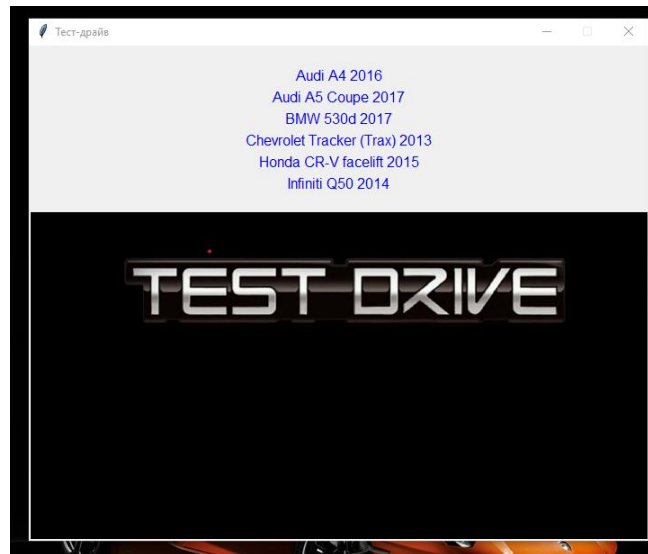 Тест-драйв
Audi A4 2016
Audi A5 Coupe 2017
BMW 530d 2017
Chevrolet Tracker (Trax) 2013
Honda CR-V facelift 2015
Infiniti Q50 2014
TEST DRIVE